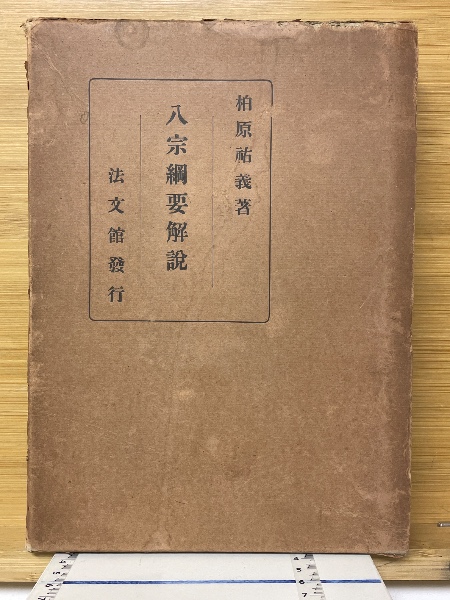 柏原祐義著
八宗綱要解說
法文館發行